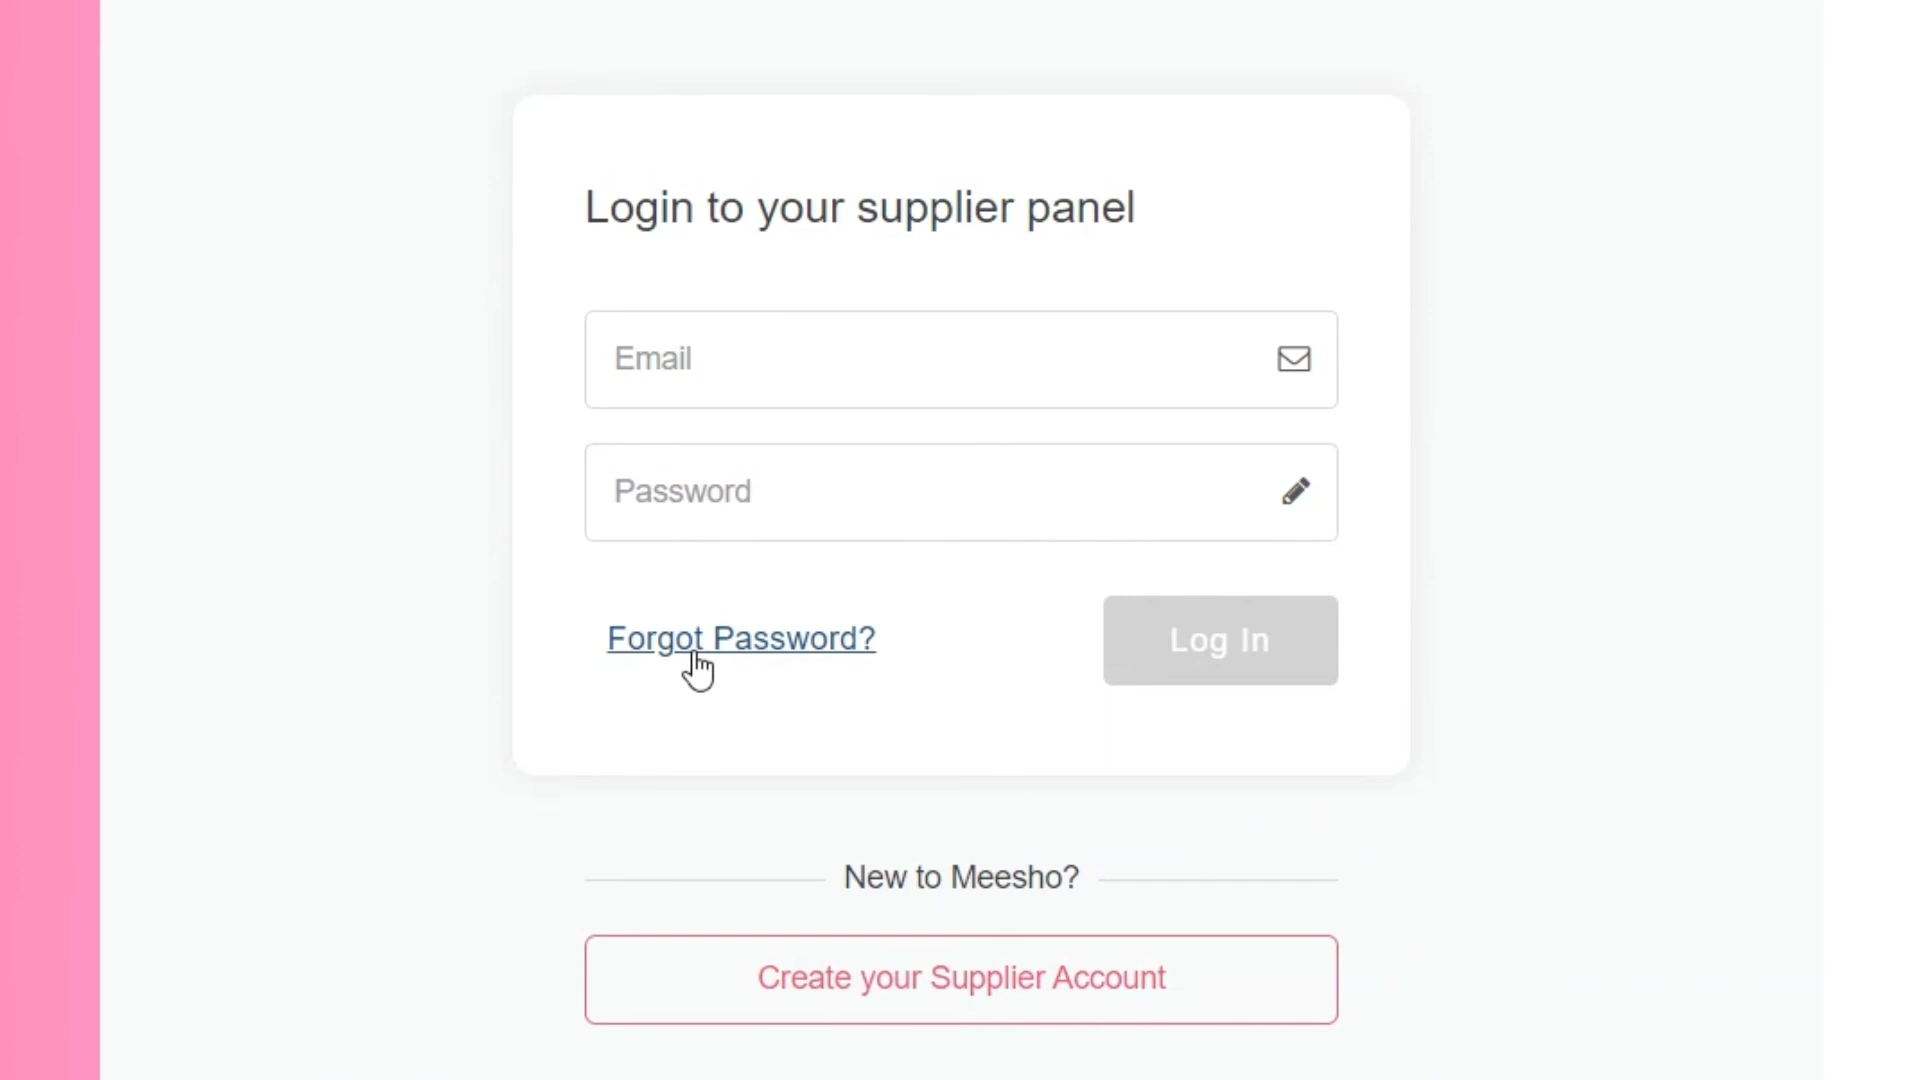 Login to your supplier panel
Email
Password
Forgot Password?
Log In
New to Meesho?
Create your Supplier Account